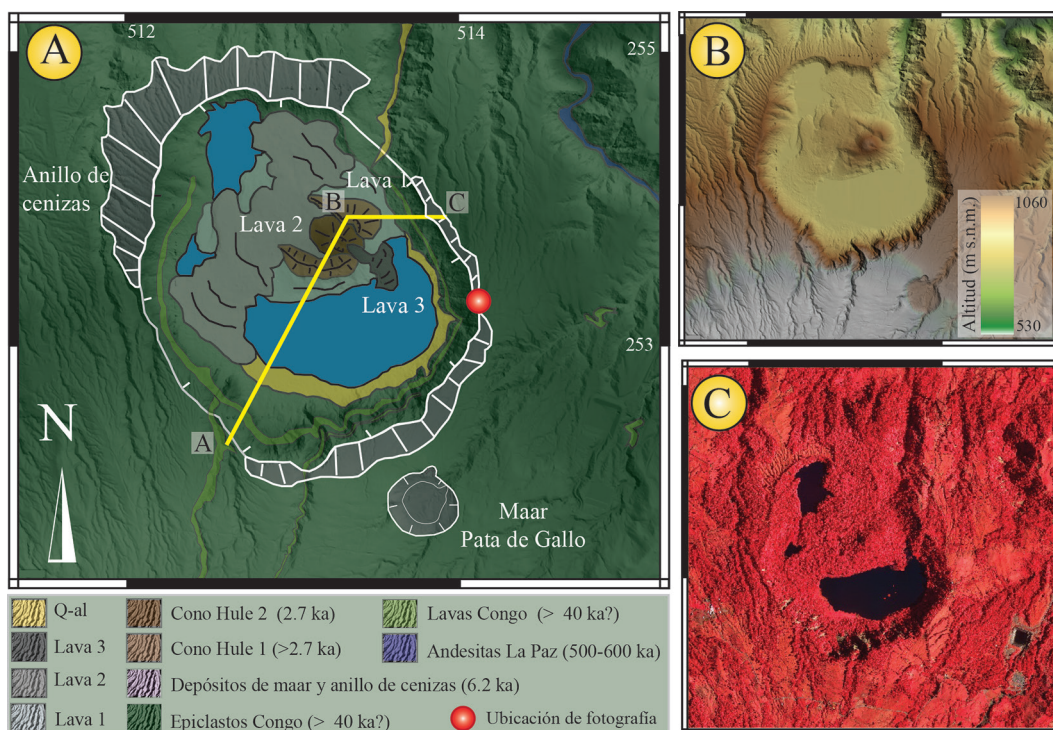 A
512
514
255
253
Anillo de
cenizas
Lava 1
B
C
Lava 2
Lava 3
A
N
Maar
Pata de Gallo
B
Altitud (m s.n.m.)
1060
530
C
Q-al
Lava 3
Lava 2
Lava 1
Cono Hule 2 (2.7 ka)
Cono Hule 1 (>2.7 ka)
Depósitos de maar y anillo de cenizas (6.2 ka)
Epiclastos Congo (> 40 ka?)
Lavas Congo (> 40 ka?)
Andesitas La Paz (500-600 ka)
Ubicación de fotografía